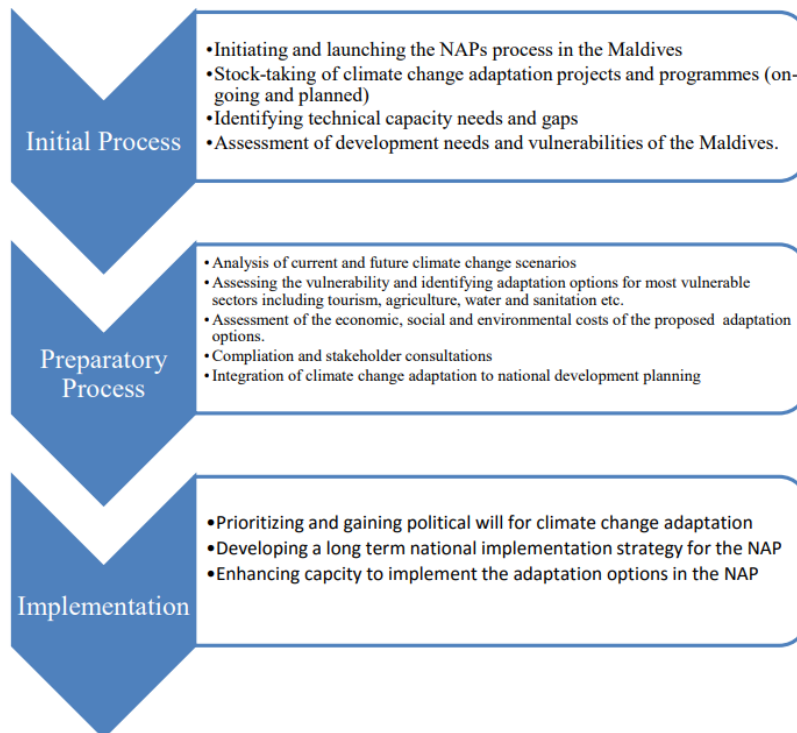 Initial Process
•Initiating and launching the NAPs process in the Maldives
•Stock-taking of climate change adaptation projects and programmes (on-
going and planned)
•Identifying technical capacity needs and gaps
•Assessment of development needs and vulnerabilities of the Maldives.
Preparatory
Process
•Analysis of current and future climate change scenarios
•Assessing the vulnerability and identifying adaptation options for most vulnerable
sectors including tourism, agriculture, water and sanitation etc.
•Assessment of the economic, social and environmental costs of the proposed adaptation
options.
•Compliation and stakeholder consultations
•Integration of climate change adaptation to national development planning
Implementation
•Prioritizing and gaining political will for climate change adaptation
•Developing a long term national implementation strategy for the NAP
•Enhancing capcity to implement the adaptation options in the NAP